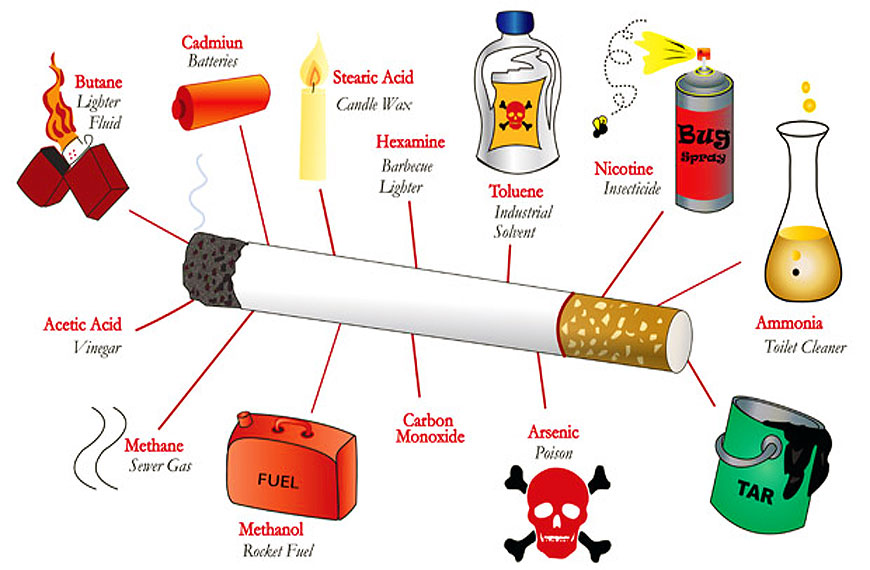 Cadmiun
Batteries
Butane
Lighter
Fluid
Stearic Acid
Candle Wax
Hexamine
Barbecue
Lighter
Toluene
Industrial
Solvent
Nicotine
Insecticide
Bug
Spray
Ammonia
Toilet Cleaner
Acetic Acid
Vinegar
Methane
Sewer Gas
FUEL
Methanol
Rocket Fuel
Carbon
Monoxide
Arsenic
Poison
TAR